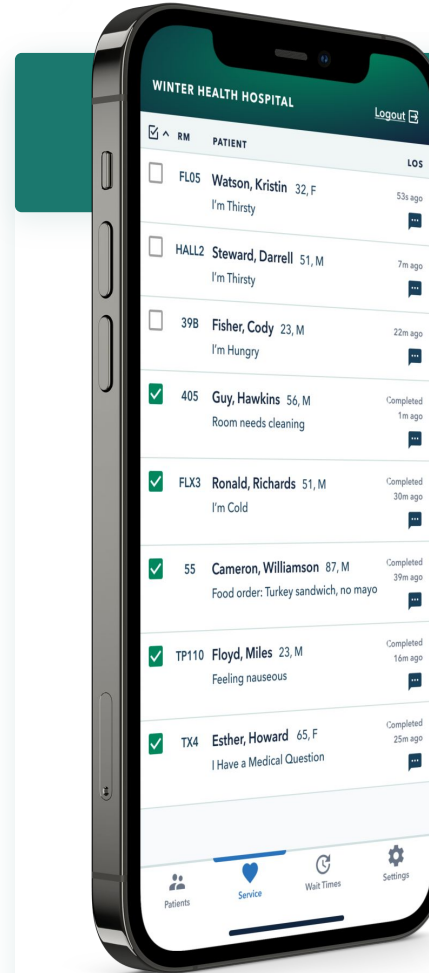 WINTER HEALTH HOSPITAL
Logout
RM PATIENT LOS
FL05 Watson, Kristin 32, F 53s ago
I'm Thirsty
HALL2 Steward, Darrell 51, M 7m ago
I'm Thirsty
39B Fisher, Cody 23, M 22m ago
I'm Hungry
405 Guy, Hawkins 56, M Completed
Room needs cleaning 1m ago
FLX3 Ronald, Richards 51, M Completed
I'm Cold 30m ago
55 Cameron, Williamson 87, M Completed
Food order: Turkey sandwich, no mayo 39m ago
TP110 Floyd, Miles 23, M Completed
Feeling nauseous 16m ago
TX4 Esther, Howard 65, F Completed
I Have a Medical Question 25m ago
Patients Service Wait Times Settings